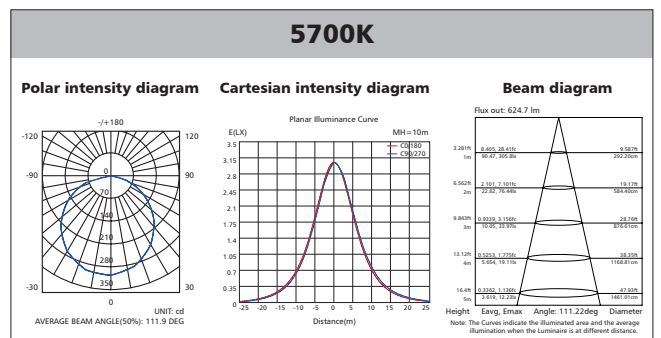 5700K
Polar intensity diagram
Cartesian intensity diagram
Beam diagram
-/+180
-120
120
-90
90
-30
30
0
0
70
140
210
280
350
UNIT: cd
AVERAGE BEAM ANGLE(50%): 111.9 DEG
Planar Illuminance Curve
E(LX)
MH=10m
C0/180
C90/270
3.5
3.15
2.8
2.45
2.1
1.75
1.4
1.05
0.7
0.35
0
-25 -20 -15 -10 -5 0 5 10 15 20 25
Distance(m)
Flux out: 624.7 lm
3.281ft 8.405, 28.41fc 9.587ft
1m 90.47, 305.8lx 292.20cm
6.562ft 2.101, 7.101fc 19.17ft
2m 22.62, 76.44lx 584.40cm
9.843ft 0.9339, 3.156fc 28.76ft
3m 10.05, 33.97lx 876.61cm
13.12ft 0.5253, 1.775fc 38.35ft
4m 5.654, 19.11lx 1168.81cm
16.4ft 0.3362, 1.136fc 47.93ft
5m 3.619, 12.23lx 1461.01cm
Height Eavg, Emax Angle: 111.22deg Diameter
Note: The Curves indicate the illuminated area and the average
illumination when the Luminaire is at different distance.